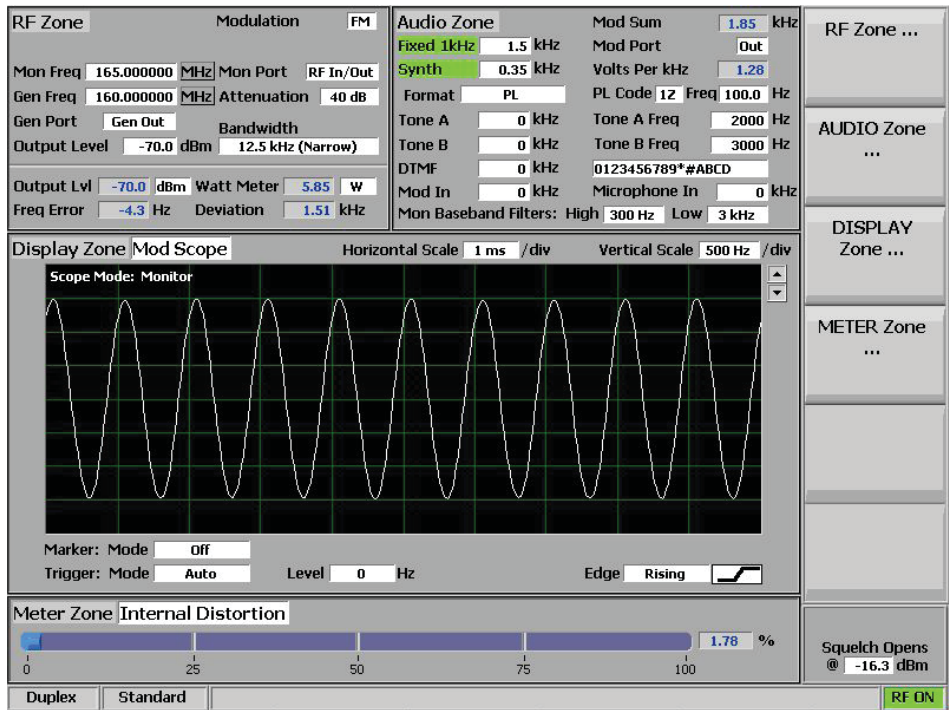 RF Zone Modulation FM
Mon Freq 165.000000 MHz Mon Port RF In/Out
Gen Freq 160.000000 MHz Attenuation 40 dB
Gen Port Gen Out Bandwidth
Output Level -70.0 dBm 12.5 kHz (Narrow)
Output Lvl -70.0 dBm Watt Meter 5.85 W
Freq Error -4.3 Hz Deviation 1.51 kHz
Audio Zone Mod Sum 1.85 kHz
Fixed 1kHz 1.5 kHz Mod Port Out
Synth 0.35 kHz Volts Per kHz 1.28
Format PL PL Code 1Z Freq 100.0 Hz
Tone A 0 kHz Tone A Freq 2000 Hz
Tone B 0 kHz Tone B Freq 3000 Hz
DTMF 0 kHz 0123456789*#ABCD
Mod In 0 kHz Microphone In 0 kHz
Mon Baseband Filters: High 300 Hz Low 3 kHz
RF Zone ...
AUDIO Zone
...
DISPLAY
Zone ...
METER Zone
...
Display Zone Mod Scope Horizontal Scale 1 ms /div Vertical Scale 500 Hz /div
Scope Mode: Monitor
Marker: Mode Off
Trigger: Mode Auto Level 0 Hz Edge Rising
Meter Zone Internal Distortion
1.78 %
0 25 50 75 100
Squelch Opens
@ -16.3 dBm
Duplex Standard RF ON